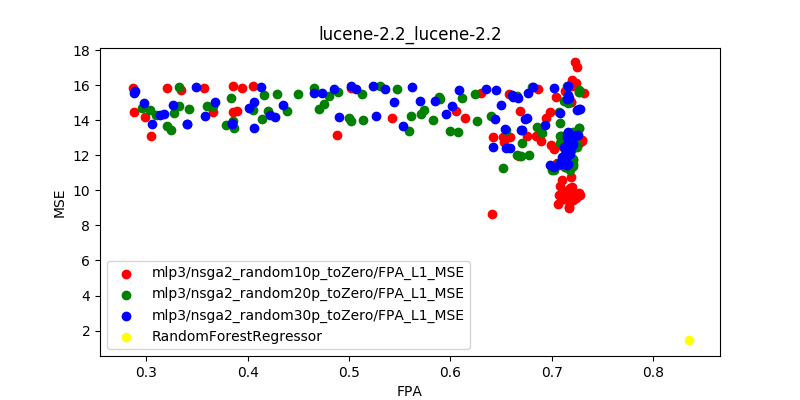 lucene-2.2_lucene-2.2
18
16
14
12
10
8
6
4
2
MSE
mlp3/nsga2_random10p_toZero/FPA_L1_MSE
mlp3/nsga2_random20p_toZero/FPA_L1_MSE
mlp3/nsga2_random30p_toZero/FPA_L1_MSE
RandomForestRegressor
0.3 0.4 0.5 0.6 0.7 0.8
FPA